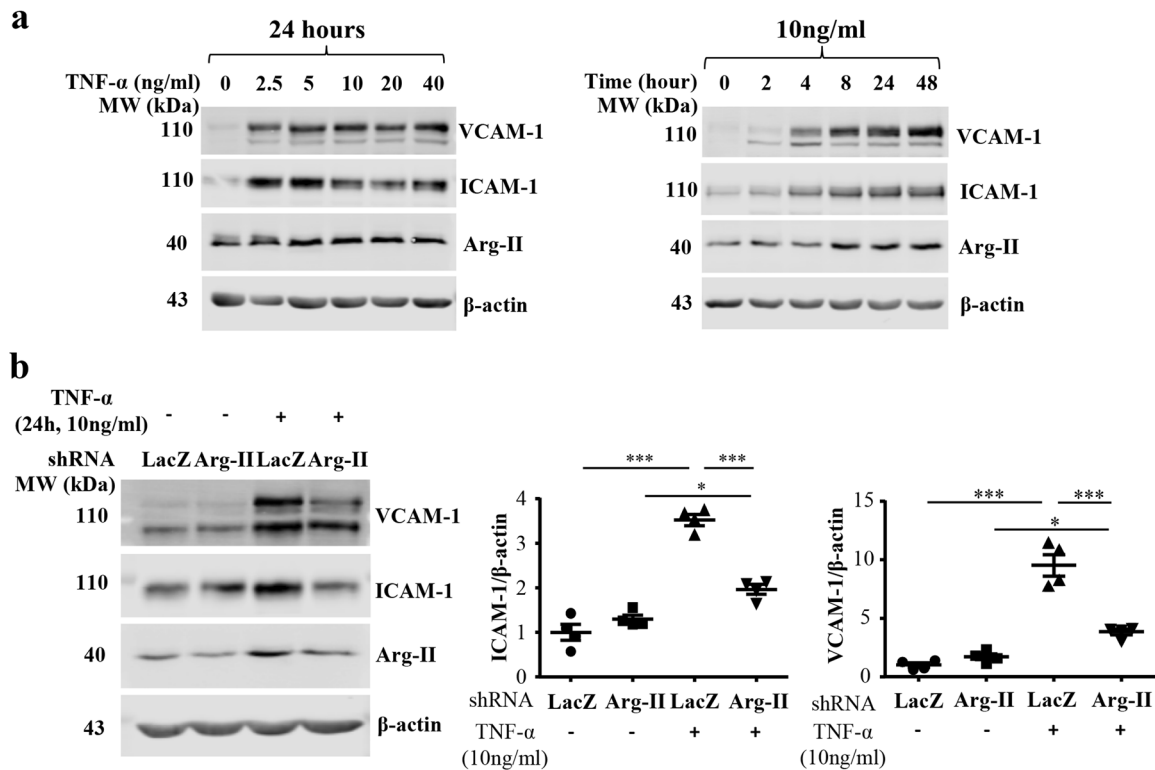 a
24 hours
TNF-α (ng/ml) 0 2.5 5 10 20 40
MW (kDa)
110 VCAM-1
110 ICAM-1
40 Arg-II
43 β-actin
10ng/ml
Time (hour) 0 2 4 8 24 48
MW (kDa)
110 VCAM-1
110 ICAM-1
40 Arg-II
43 β-actin
b
TNF-α
(24h, 10ng/ml) - - + +
shRNA LacZ Arg-II LacZ Arg-II
MW (kDa)
110 VCAM-1
110 ICAM-1
40 Arg-II
43 β-actin
*** ***
*
ICAM-1/β-actin
4
3
2
1
0
shRNA LacZ Arg-II LacZ Arg-II
TNF-α - - + +
(10ng/ml)
*** ***
*
VCAM-1/β-actin
15
10
5
0
shRNA LacZ Arg-II LacZ Arg-II
TNF-α - - + +
(10ng/ml)